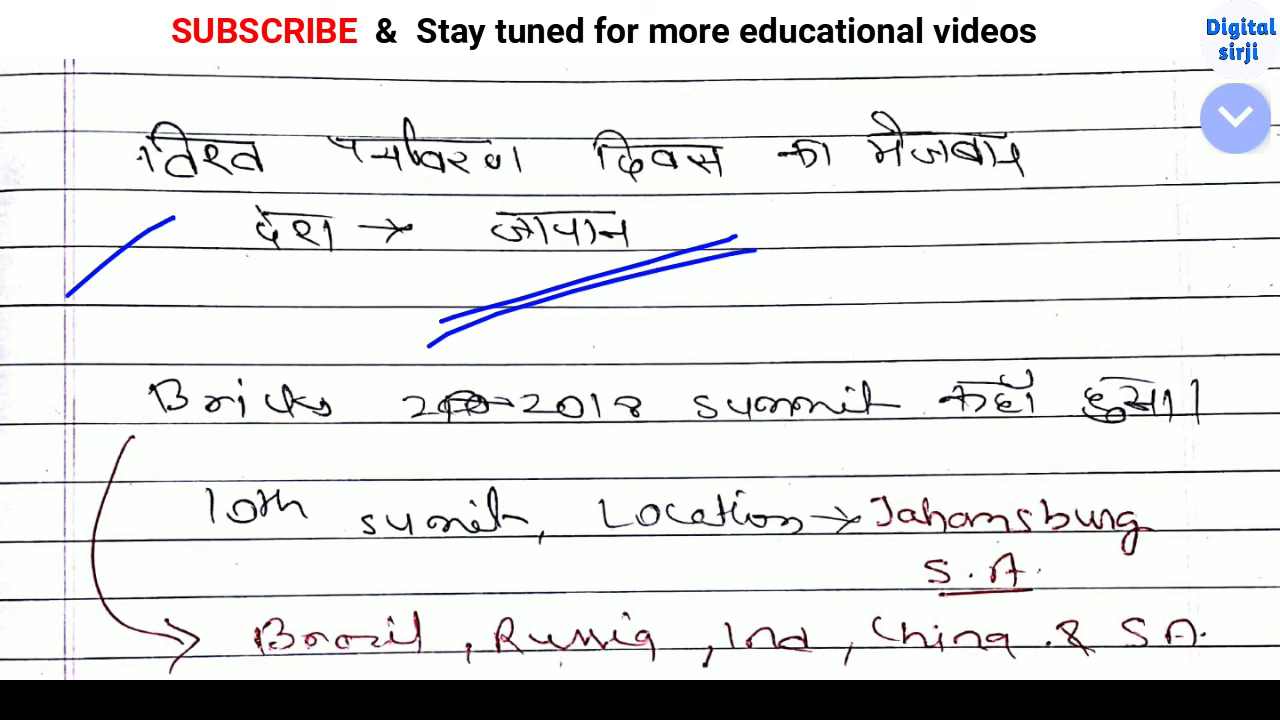 SUBSCRIBE & Stay tuned for more educational videos
Digital
sirji
विश्व पर्यावरण दिवस का मेजबान
देश → जापान
Bricks 2018 summit कहाँ हुआ।
10th sumit, Location → Jahansburg
S.A.
Brazil, Russia, Ind, China & S.A.